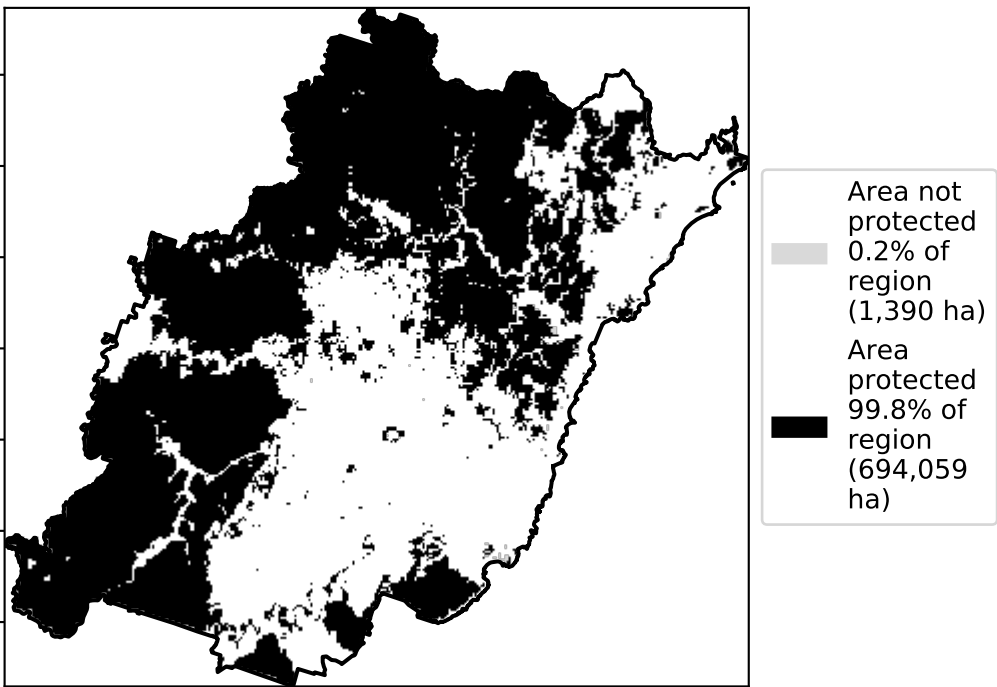 Area not
protected
0.2% of
region
(1,390 ha)
Area
protected
99.8% of
region
(694,059
ha)